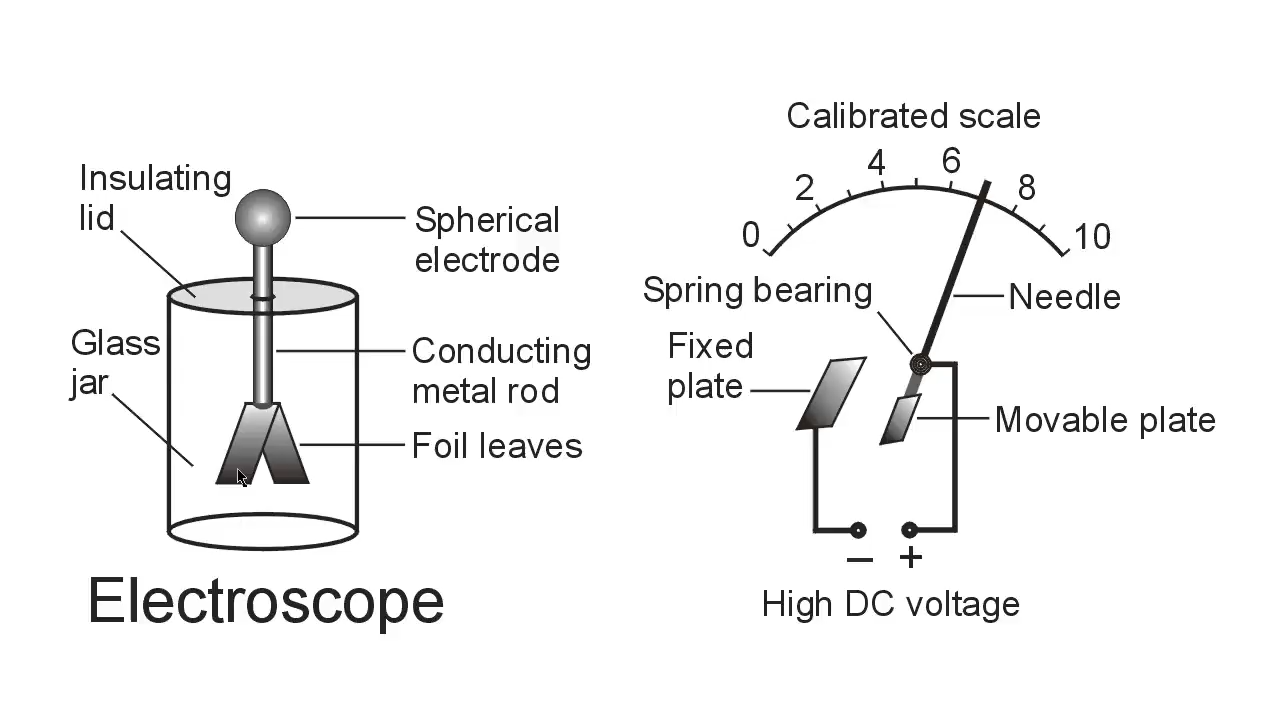 Insulating
lid
Spherical
electrode
Glass
jar
Conducting
metal rod
Foil leaves
Electroscope
Calibrated scale
0
2
4
6
8
10
Spring bearing
Needle
Fixed
plate
Movable plate
– +
High DC voltage